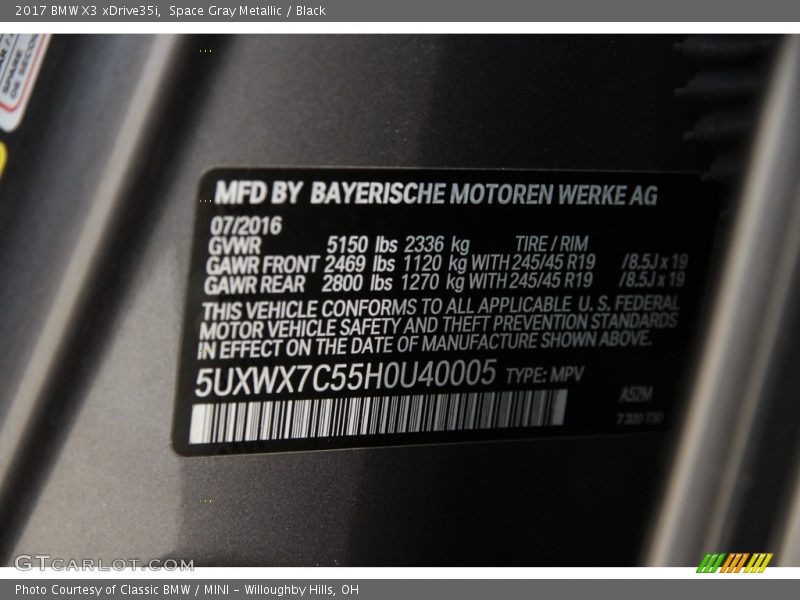 2017 BMW X3 xDrive35i, Space Gray Metallic / Black
MFD BY BAYERISCHE MOTOREN WERKE AG
07/2016
GVWR 5150 lbs 2336 kg TIRE / RIM
GAWR FRONT 2469 lbs 1120 kg WITH 245/45 R19 /8.5J x 19
GAWR REAR 2800 lbs 1270 kg WITH 245/45 R19 /8.5J x 19
THIS VEHICLE CONFORMS TO ALL APPLICABLE U. S. FEDERAL
MOTOR VEHICLE SAFETY AND THEFT PREVENTION STANDARDS
IN EFFECT ON THE DATE OF MANUFACTURE SHOWN ABOVE.
5UXWX7C55H0U40005 TYPE: MPV
A52M
7 320 730
GTCARLOT.COM
Photo Courtesy of Classic BMW / MINI - Willoughby Hills, OH